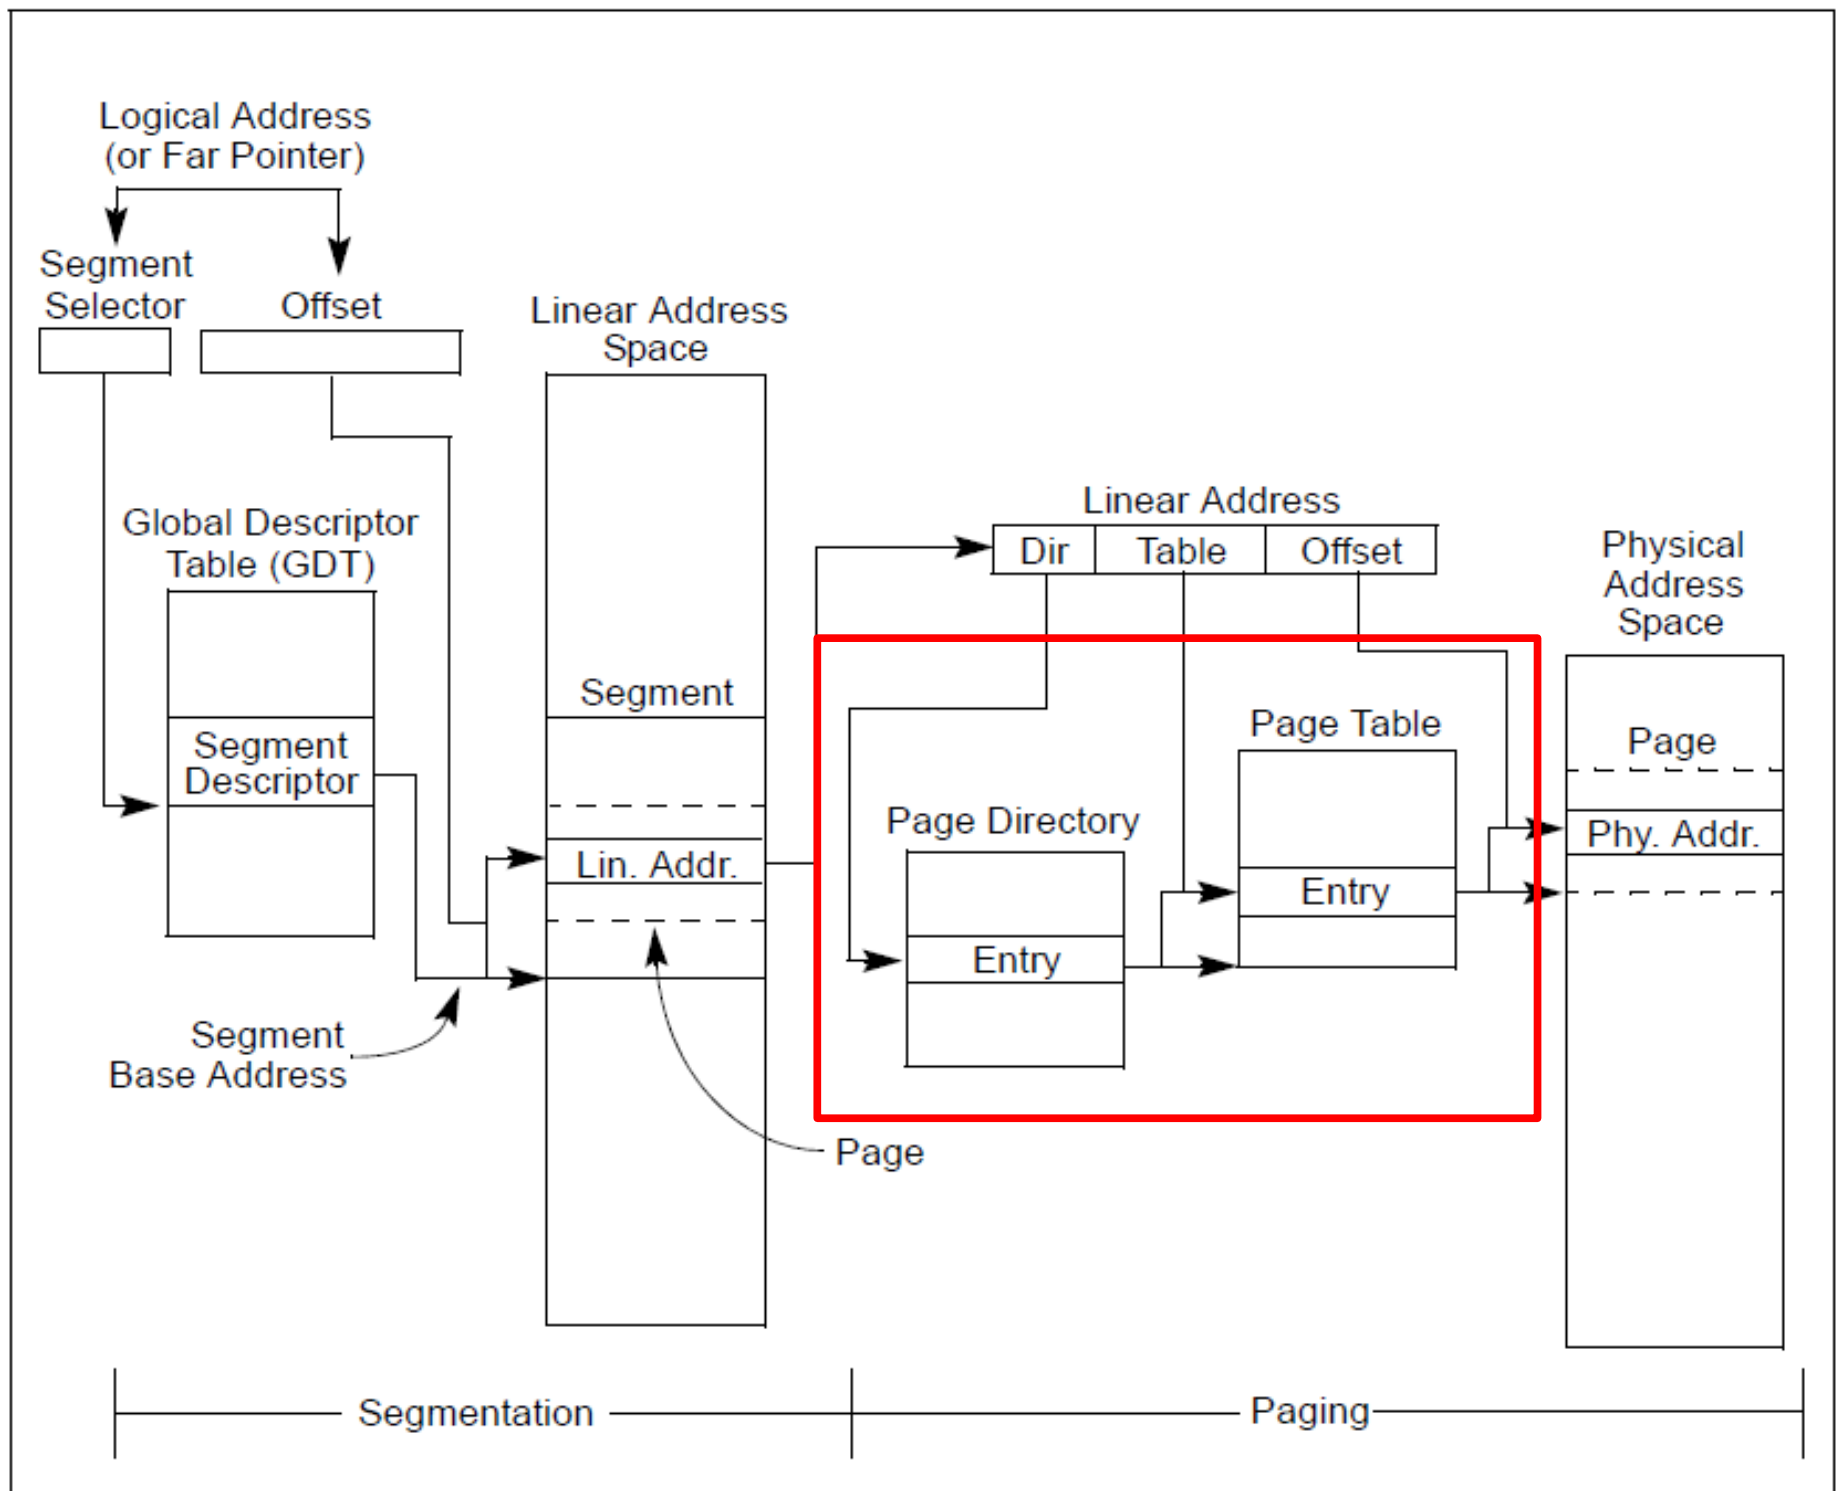 Logical Address
(or Far Pointer)
Segment
Selector
Offset
Linear Address
Space
Global Descriptor
Table (GDT)
Segment
Descriptor
Segment
Base Address
Segment
Lin. Addr.
Page
Linear Address
Dir
Table
Offset
Page Directory
Entry
Page Table
Entry
Physical
Address
Space
Page
Phy. Addr.
Segmentation
Paging